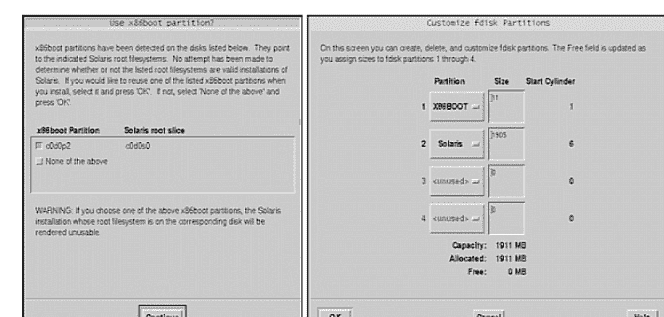 Use x86boot partition?
x86boot partitions have been detected on the disks listed below. They point
to the indicated Solaris root filesystems. No attempt has been made to
determine whether or not the listed root filesystems are valid installations of
Solaris. If you would like to reuse one of the listed x86boot partitions when
you install, select it and press 'OK'. If not, select 'None of the above' and
press 'OK'.
x86boot Partition Solaris root slice
c0d0p2 c0d0s0
None of the above
WARNING: If you choose one of the above x86boot partitions, the Solaris
installation whose root filesystem is on the corresponding disk will be
rendered unusable.
Continue
Customize fdisk Partitions
On this screen you can create, delete, and customize fdisk partitions. The Free field is updated as
you assign sizes to fdisk partitions 1 through 4.
Partition Size Start Cylinder
1 X86BOOT 11 1
2 Solaris 1905 6
3 <unused> 0 0
4 <unused> 0 0
Capacity: 1911 MB
Allocated: 1911 MB
Free: 0 MB
OK Cancel Help